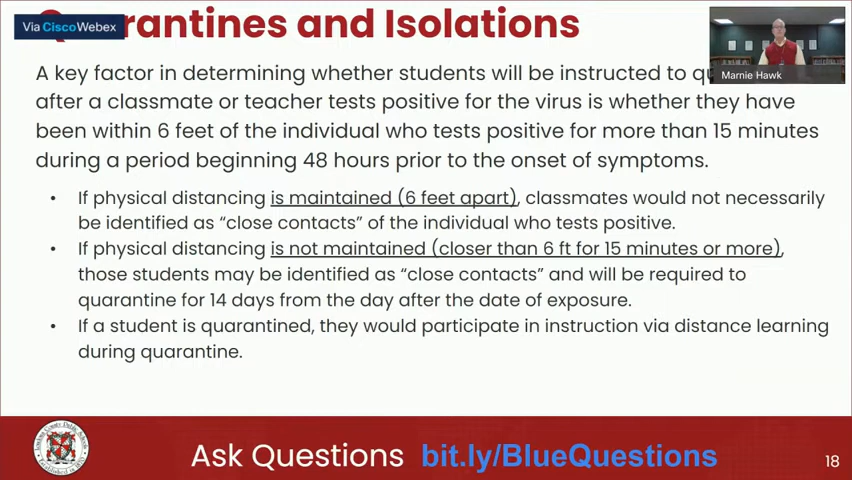 Via CiscoWebex
rantines and Isolations
Marnie Hawk
A key factor in determining whether students will be instructed to
after a classmate or teacher tests positive for the virus is whether they have
been within 6 feet of the individual who tests positive for more than 15 minutes
during a period beginning 48 hours prior to the onset of symptoms.
• If physical distancing is maintained (6 feet apart), classmates would not necessarily
be identified as “close contacts” of the individual who tests positive.
• If physical distancing is not maintained (closer than 6 ft for 15 minutes or more),
those students may be identified as “close contacts” and will be required to
quarantine for 14 days from the day after the date of exposure.
• If a student is quarantined, they would participate in instruction via distance learning
during quarantine.
Ask Questions bit.ly/BlueQuestions
18